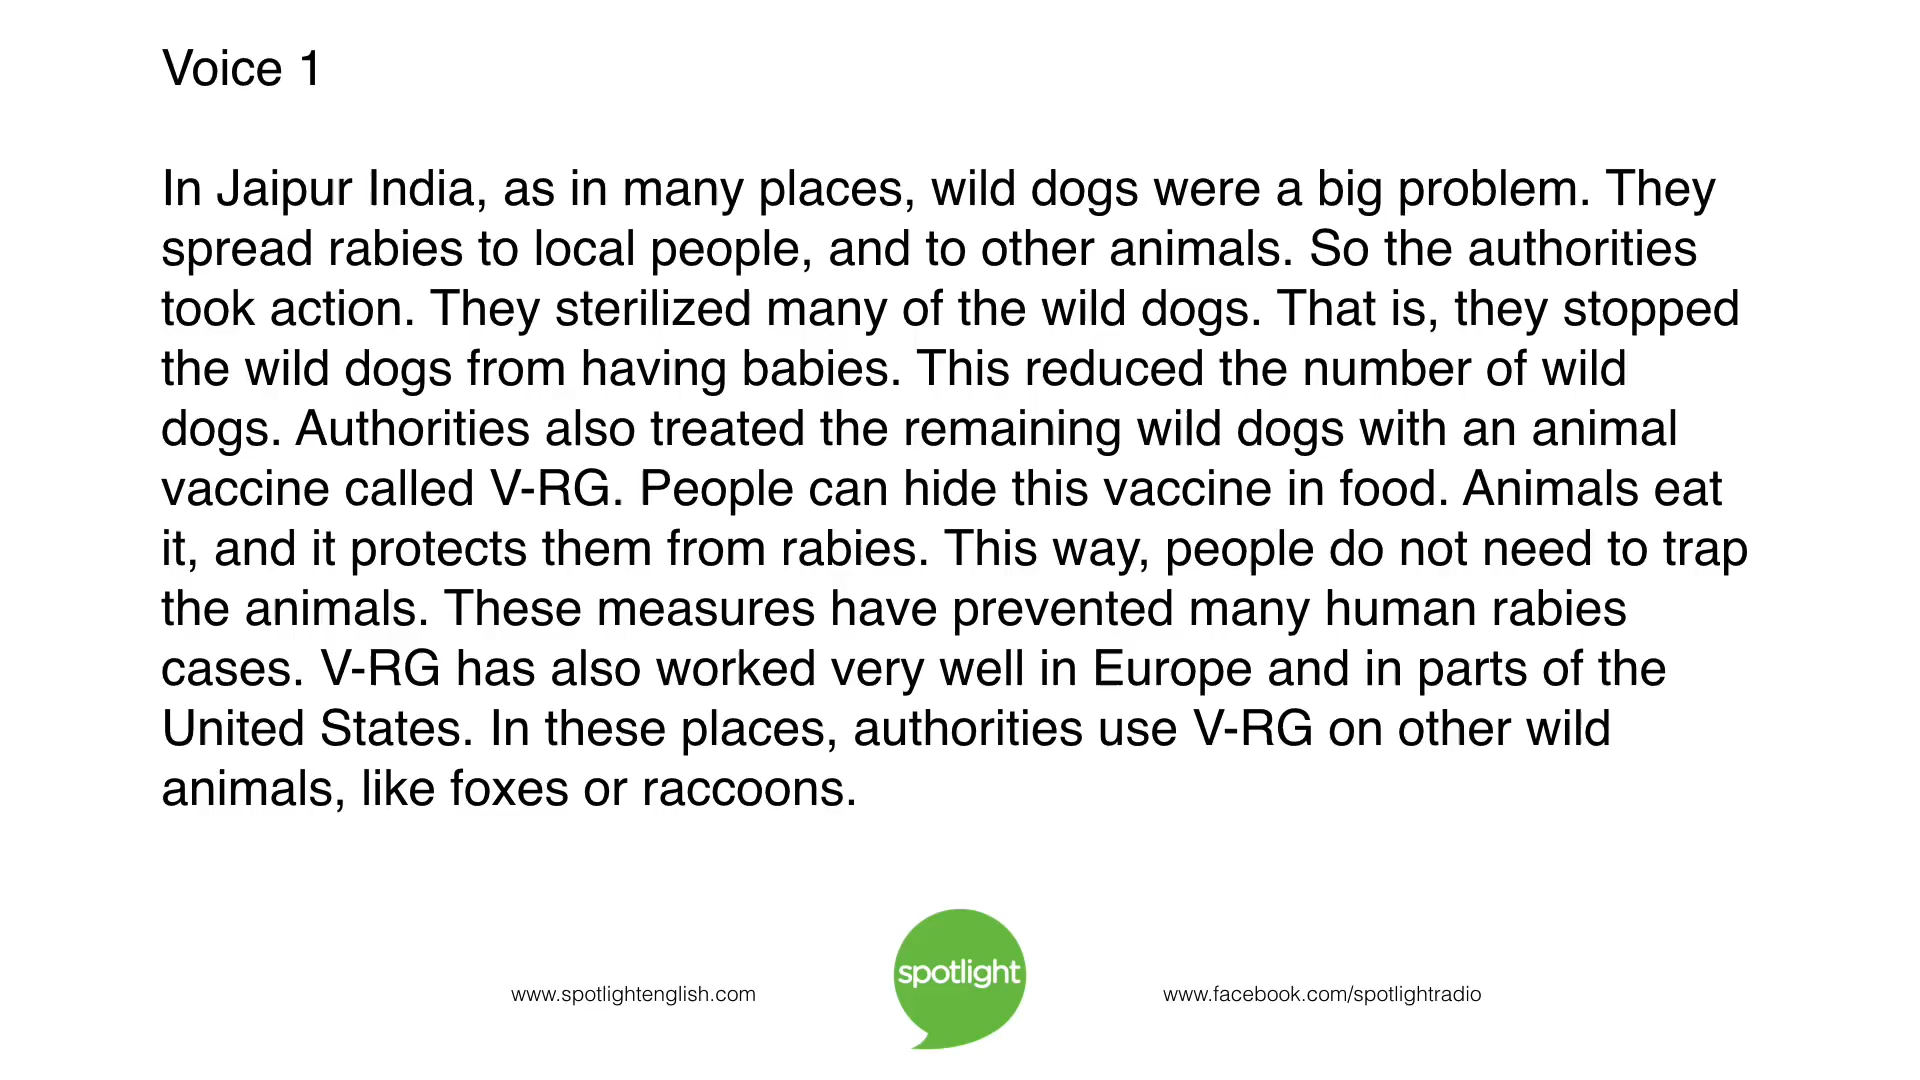 Voice 1
In Jaipur India, as in many places, wild dogs were a big problem. They
spread rabies to local people, and to other animals. So the authorities
took action. They sterilized many of the wild dogs. That is, they stopped
the wild dogs from having babies. This reduced the number of wild
dogs. Authorities also treated the remaining wild dogs with an animal
vaccine called V-RG. People can hide this vaccine in food. Animals eat
it, and it protects them from rabies. This way, people do not need to trap
the animals. These measures have prevented many human rabies
cases. V-RG has also worked very well in Europe and in parts of the
United States. In these places, authorities use V-RG on other wild
animals, like foxes or raccoons.
spotlight
www.spotlightenglish.com
www.facebook.com/spotlightradio